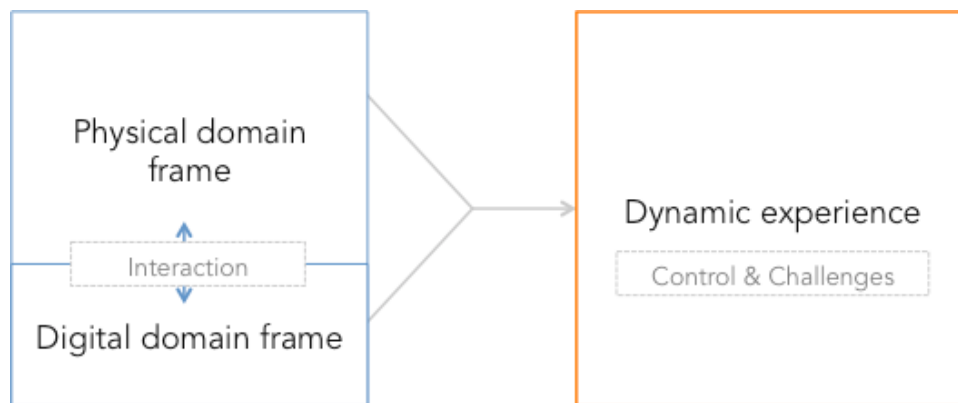 Physical domain
frame
Interaction
Digital domain frame
Dynamic experience
Control & Challenges